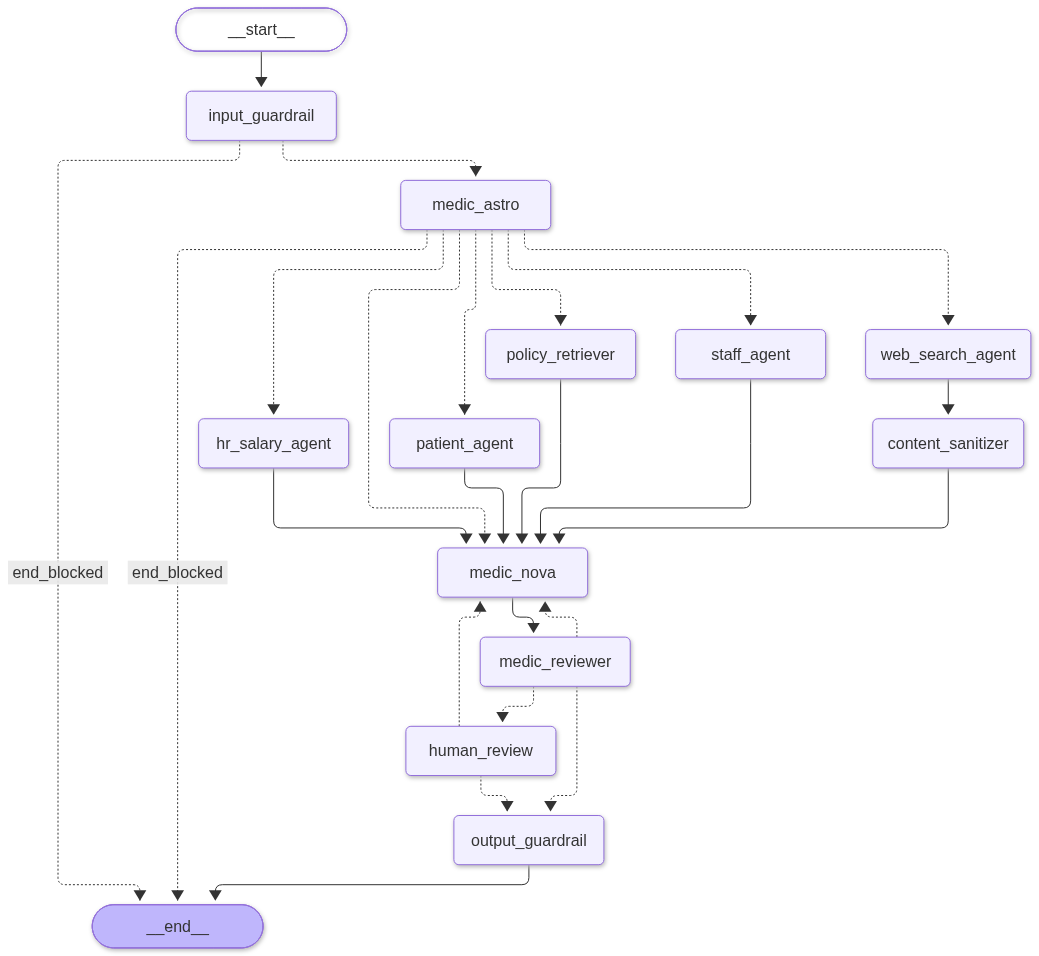 __start__
input_guardrail
medic_astro
policy_retriever
staff_agent
web_search_agent
hr_salary_agent
patient_agent
content_sanitizer
end_blocked
end_blocked
medic_nova
medic_reviewer
human_review
output_guardrail
__end__